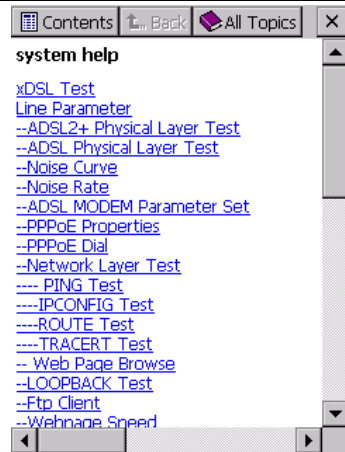 Contents Back All Topics
system help
xDSL Test
Line Parameter
--ADSL2+ Physical Layer Test
--ADSL Physical Layer Test
--Noise Curve
--Noise Rate
--ADSL MODEM Parameter Set
--PPPoE Properties
--PPPoE Dial
--Network Layer Test
---- PING Test
----IPCONFIG Test
----ROUTE Test
----TRACERT Test
-- Web Page Browse
--LOOPBACK Test
--Ftp Client
--Webpage Speed